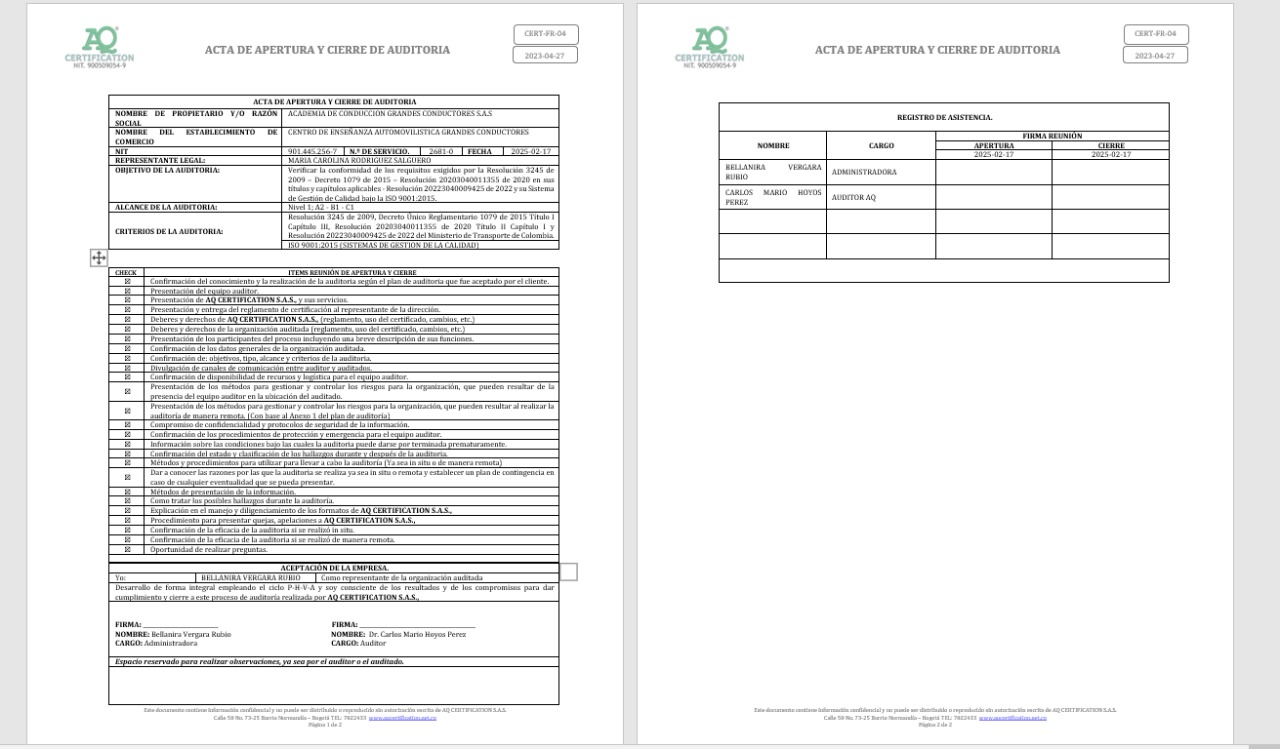 AQ
CERTIFICATION
NIT. 900509054-9
ACTA DE APERTURA Y CIERRE DE AUDITORIA
CERT-FR-04
2023-04-27
ACTA DE APERTURA Y CIERRE DE AUDITORIA
NOMBRE DE PROPIETARIO Y/O RAZÓN
SOCIAL
ACADEMIA DE CONDUCCION GRANDES CONDUCTORES S.A.S
NOMBRE DEL ESTABLECIMIENTO DE
COMERCIO
CENTRO DE ENSEÑANZA AUTOMOVILISTICA GRANDES CONDUCTORES
NIT 901.445.256-7 N.º DE SERVICIO. 2681-0 FECHA 2025-02-17
REPRESENTANTE LEGAL: MARIA CAROLINA RODRIGUEZ SALGUERO
OBJETIVO DE LA AUDITORIA: Verificar la conformidad de los requisitos exigidos por la Resolución 3245 de
2009 – Decreto 1079 de 2015 – Resolución 20203040011355 de 2020 en sus
títulos y capítulos aplicables - Resolución 20223040009425 de 2022 y su Sistema
de Gestión de Calidad bajo la ISO 9001:2015.
ALCANCE DE LA AUDITORIA: Nivel 1; A2 - B1 - C1
CRITERIOS DE LA AUDITORIA:
Resolución 3245 de 2009, Decreto Único Reglamentario 1079 de 2015 Título I
Capítulo III, Resolución 20203040011355 de 2020 Título II Capítulo I y
Resolución 20223040009425 de 2022 del Ministerio de Transporte de Colombia.
ISO 9001:2015 (SISTEMAS DE GESTION DE LA CALIDAD)
CHECK ITEMS REUNIÓN DE APERTURA Y CIERRE
☒ Confirmación del conocimiento y la realización de la auditoria según el plan de auditoria que fue aceptado por el cliente.
☒ Presentación del equipo auditor.
☒ Presentación de AQ CERTIFICATION S.A.S., y sus servicios.
☒ Presentación y entrega del reglamento de certificación al representante de la dirección.
☒ Deberes y derechos de AQ CERTIFICATION S.A.S., (reglamento, uso del certificado, cambios, etc.)
☒ Deberes y derechos de la organización auditada (reglamento, uso del certificado, cambios, etc.)
☒ Presentación de los participantes del proceso incluyendo una breve descripción de sus funciones.
☒ Confirmación de los datos generales de la organización auditada.
☒ Confirmación de: objetivos, tipo, alcance y criterios de la auditoria.
☒ Divulgación de canales de comunicación entre auditor y auditados.
☒ Confirmación de disponibilidad de recursos y logística para el equipo auditor.
☒ Presentación de los métodos para gestionar y controlar los riesgos para la organización, que pueden resultar de la
presencia del equipo auditor en la ubicación del auditado.
☒ Presentación de los métodos para gestionar y controlar los riesgos para la organización, que pueden resultar al realizar la
auditoria de manera remota. (Con base al Anexo 1 del plan de auditoria)
☒ Compromiso de confidencialidad y protocolos de seguridad de la información.
☒ Confirmación de los procedimientos de protección y emergencia para el equipo auditor.
☒ Información sobre las condiciones bajo las cuales la auditoria puede darse por terminada prematuramente.
☒ Confirmación del estado y clasificación de los hallazgos durante y después de la auditoria.
☒ Métodos y procedimientos para utilizar para llevar a cabo la auditoria (Ya sea in situ o de manera remota)
☒ Dar a conocer las razones por las que la auditoria se realiza ya sea in situ o remota y establecer un plan de contingencia en
caso de cualquier eventualidad que se pueda presentar.
☒ Métodos de presentación de la información.
☒ Como tratar los posibles hallazgos durante la auditoria.
☒ Explicación en el manejo y diligenciamiento de los formatos de AQ CERTIFICATION S.A.S.,
☒ Procedimiento para presentar quejas, apelaciones a AQ CERTIFICATION S.A.S.,
☒ Confirmación de la eficacia de la auditoria si se realizó in situ.
☒ Confirmación de la eficacia de la auditoria si se realizó de manera remota.
☒ Oportunidad de realizar preguntas.
ACEPTACIÓN DE LA EMPRESA.
Yo: BELLANIRA VERGARA RUBIO Como representante de la organización auditada
Desarrollo de forma integral empleando el ciclo P-H-V-A y soy consciente de los resultados y de los compromisos para dar
cumplimiento y cierre a este proceso de auditoría realizada por AQ CERTIFICATION S.A.S.,
FIRMA: ____________________ FIRMA: ____________________
NOMBRE: Bellanira Vergara Rubio NOMBRE: Dr. Carlos Mario Hoyos Perez
CARGO: Administradora CARGO: Auditor
Espacio reservado para realizar observaciones, ya sea por el auditor o el auditado.
Este documento contiene información confidencial y no puede ser distribuido o reproducido sin autorización escrita de AQ CERTIFICATION S.A.S.
Calle 50 No. 73-25 Barrio Normandía – Bogotá TEL: 7022433 www.aqcertification.net.co
Página 1 de 2
AQ
CERTIFICATION
NIT. 900509054-9
ACTA DE APERTURA Y CIERRE DE AUDITORIA
CERT-FR-04
2023-04-27
REGISTRO DE ASISTENCIA.
NOMBRE CARGO FIRMA REUNIÓN
APERTURA CIERRE
2025-02-17 2025-02-17
BELLANIRA VERGARA
RUBIO
ADMINISTRADORA
CARLOS MARIO HOYOS
PEREZ
AUDITOR AQ
Este documento contiene información confidencial y no puede ser distribuido o reproducido sin autorización escrita de AQ CERTIFICATION S.A.S.
Calle 50 No. 73-25 Barrio Normandía – Bogotá TEL: 7022433 www.aqcertification.net.co
Página 2 de 2